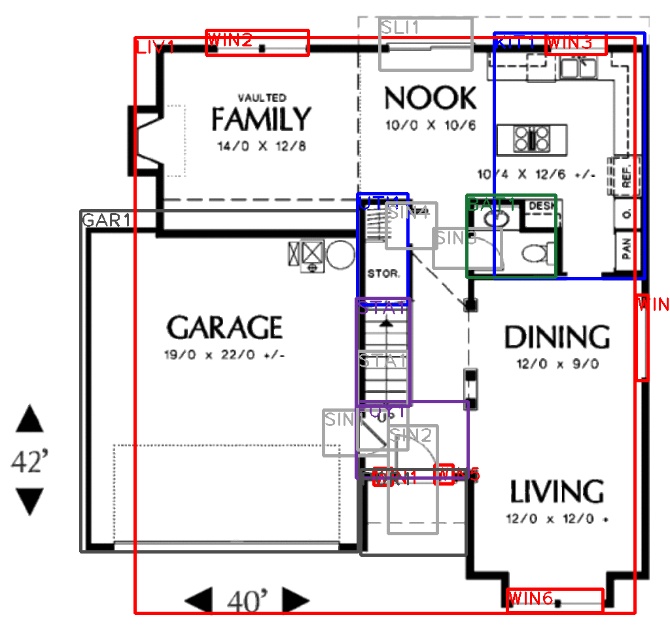 SLI1
LIV1
WIN2
KIT1
WIN3
VAULTED
FAMILY
14/0 X 12/8
NOOK
10/0 X 10/6
10/4 X 12/6 +/-
REF.
O.
PAN
DESK
GAR1
SIN4
SIN3
STOR.
WIN
GARAGE
19/0 x 22/0 +/-
STA1
STA1
DINING
12/0 x 9/0
UP
SIN1
SIN2
42'
WIN1
LIVING
12/0 x 12/0 +
40'
WIN6